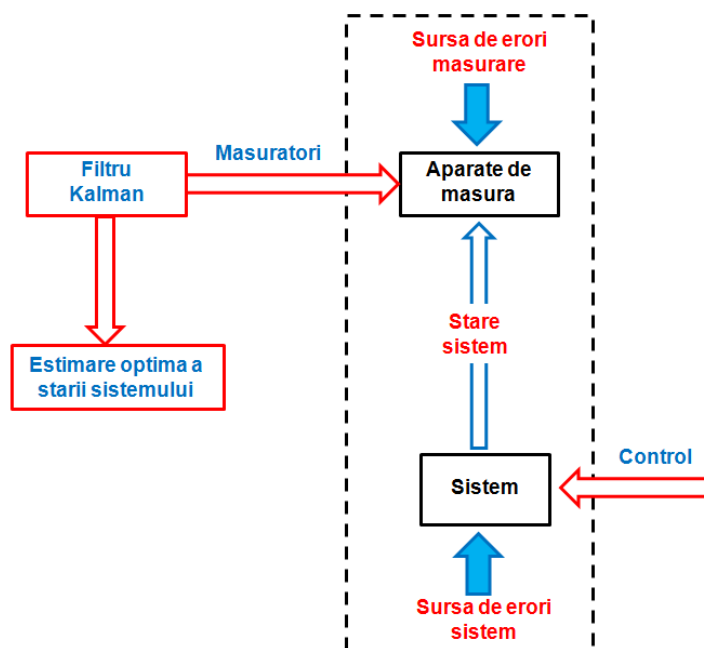 Sursa de erori
masurare
Masuratori
Filtru
Kalman
Aparate de
masura
Stare
sistem
Estimare optima a
starii sistemului
Control
Sistem
Sursa de erori
sistem